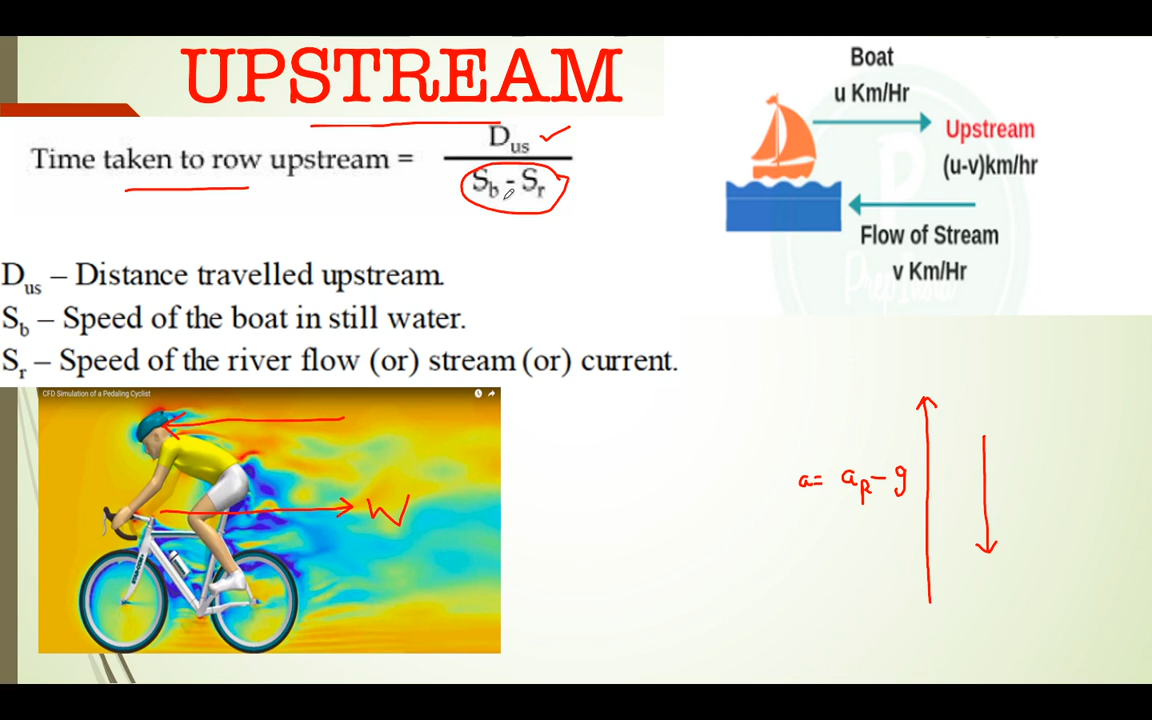 UPSTREAM
Time taken to row upstream = D_us / S_b - S_r
D_us – Distance travelled upstream.
S_b – Speed of the boat in still water.
S_r – Speed of the river flow (or) stream (or) current.
Boat
u Km/Hr
Upstream
(u-v)km/hr
Flow of Stream
v Km/Hr
CFD Simulation of a Pedaling Cyclist
W
a = a_R - g